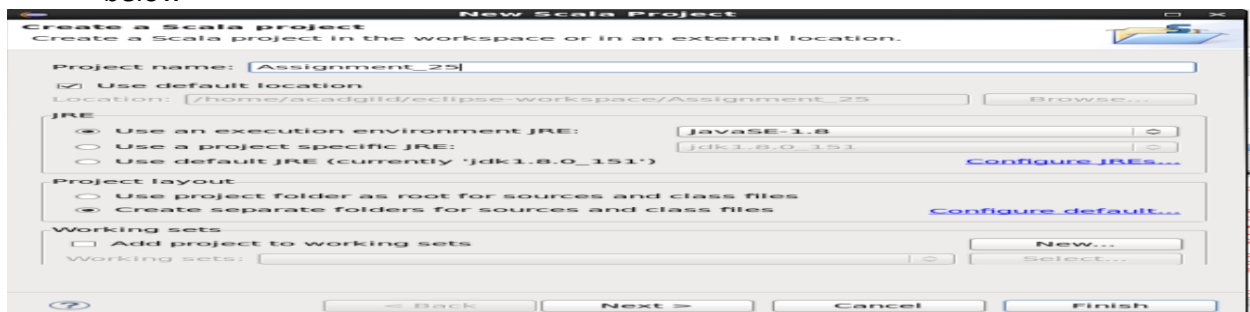 below
New Scala Project
Create a Scala project
Create a Scala project in the workspace or in an external location.
Project name: Assignment_25
Use default location
Location: /home/acadgild/eclipse-workspace/Assignment_25 Browse...
JRE
Use an execution environment JRE: JavaSE-1.8
Use a project specific JRE: jdk1.8.0_151
Use default JRE (currently 'jdk1.8.0_151') Configure JREs...
Project layout
Use project folder as root for sources and class files
Create separate folders for sources and class files Configure default...
Working sets
Add project to working sets New...
Working sets: Select...
? < Back Next > Cancel Finish